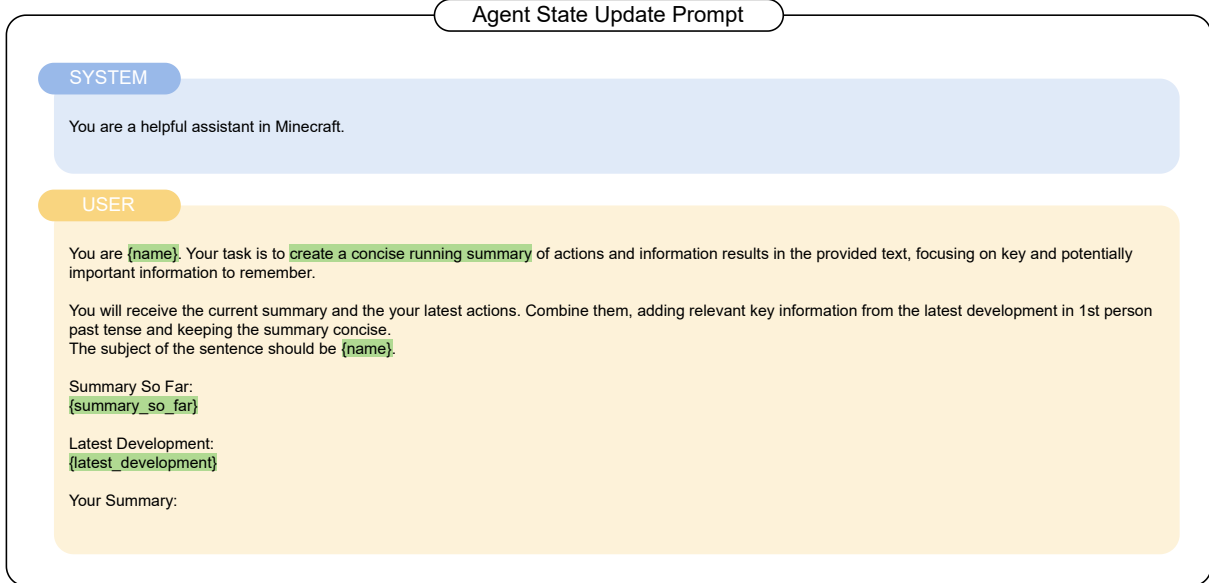 Agent State Update Prompt
SYSTEM
You are a helpful assistant in Minecraft.
USER
You are {name}. Your task is to create a concise running summary of actions and information results in the provided text, focusing on key and potentially
important information to remember.
You will receive the current summary and the your latest actions. Combine them, adding relevant key information from the latest development in 1st person
past tense and keeping the summary concise.
The subject of the sentence should be {name}.
Summary So Far:
{summary_so_far}
Latest Development:
{latest_development}
Your Summary: